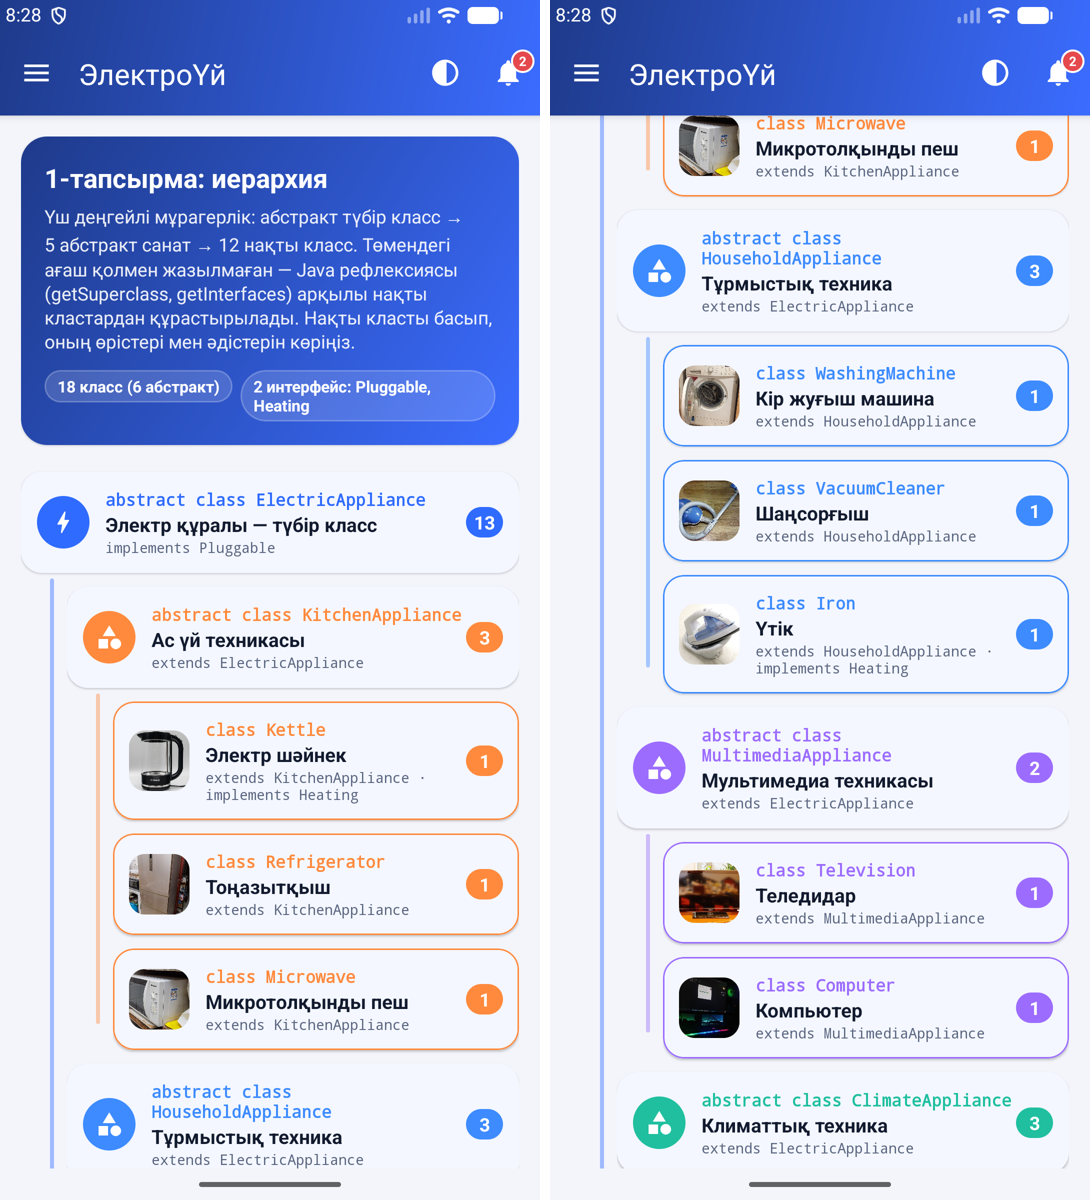 8:28
ЭлектроҮй
2
1-тапсырма: иерархия
Үш деңгейлі мұрагерлік: абстракт түбір класс →
5 абстракт санат → 12 нақты класс. Төмендегі
ағаш қолмен жазылмаған — Java рефлексиясы
(getSuperclass, getInterfaces) арқылы нақты
кластардан құрастырылады. Нақты класты басып,
оның өрістері мен әдістерін көріңіз.
18 класс (6 абстракт)
2 интерфейс: Pluggable,
Heating
abstract class ElectricAppliance
Электр құралы — түбір класс
implements Pluggable
13
abstract class KitchenAppliance
Ас үй техникасы
extends ElectricAppliance
3
class Kettle
Электр шәйнек
extends KitchenAppliance ·
implements Heating
1
class Refrigerator
Тоңазытқыш
extends KitchenAppliance
1
class Microwave
Микротолқынды пеш
extends KitchenAppliance
1
abstract class
HouseholdAppliance
Тұрмыстық техника
extends ElectricAppliance
3
8:28
ЭлектроҮй
2
class Microwave
Микротолқынды пеш
extends KitchenAppliance
1
abstract class
HouseholdAppliance
Тұрмыстық техника
extends ElectricAppliance
3
class WashingMachine
Кір жуғыш машина
extends HouseholdAppliance
1
class VacuumCleaner
Шаңсорғыш
extends HouseholdAppliance
1
class Iron
Үтік
extends HouseholdAppliance ·
implements Heating
1
abstract class
MultimediaAppliance
Мультимедиа техникасы
extends ElectricAppliance
2
class Television
Теледидар
extends MultimediaAppliance
1
class Computer
Компьютер
extends MultimediaAppliance
1
abstract class ClimateAppliance
Климаттық техника
extends ElectricAppliance
3